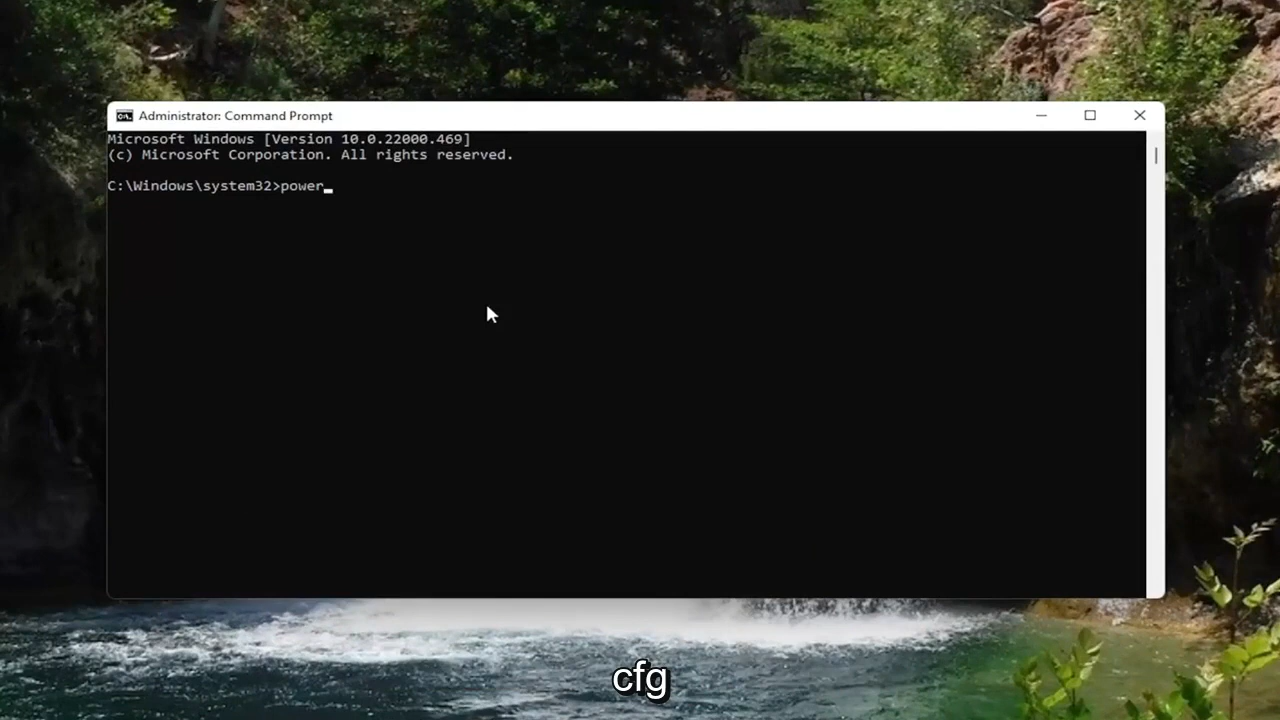 Administrator: Command Prompt
Microsoft Windows [Version 10.0.22000.469]
(c) Microsoft Corporation. All rights reserved.
C:\Windows\system32>power
cfg